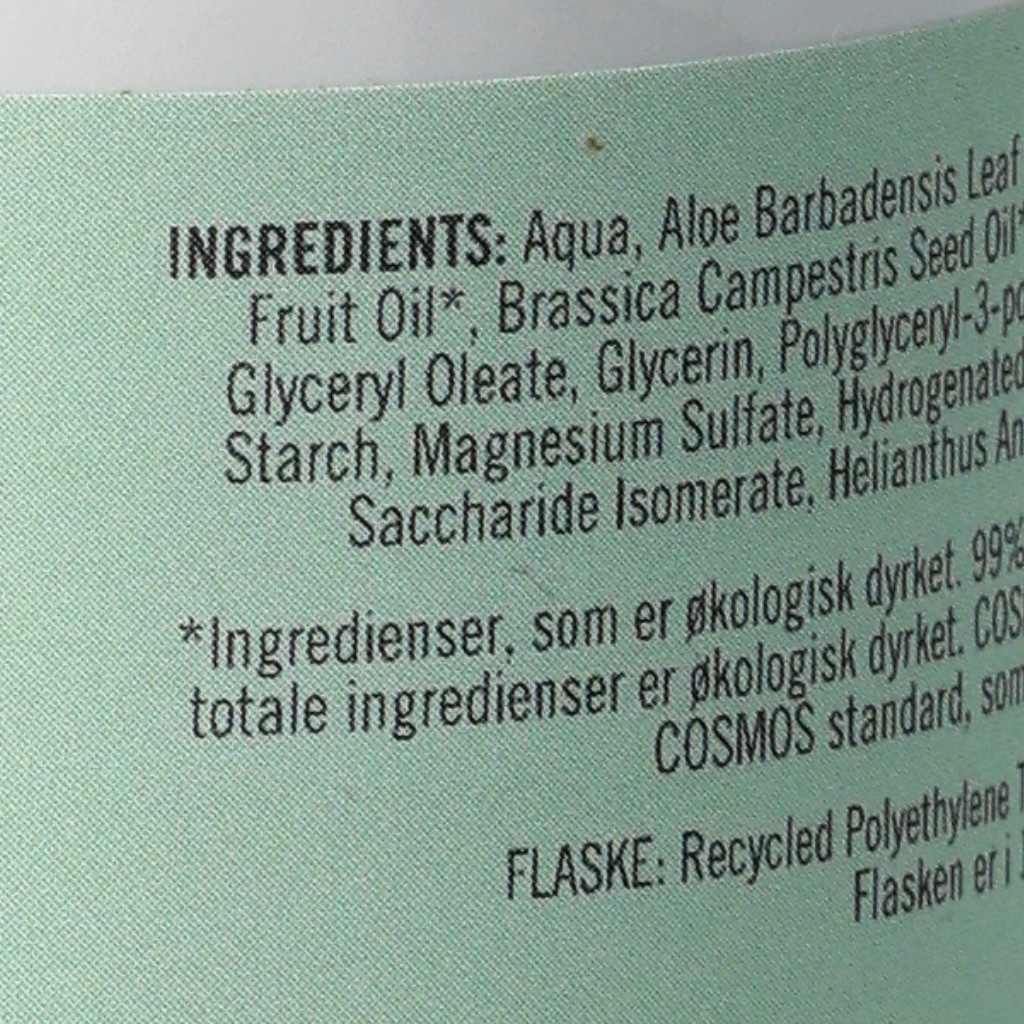 INGREDIENTS: Aqua, Aloe Barbadensis Leaf
Fruit Oil*, Brassica Campestris Seed Oil*
Glyceryl Oleate, Glycerin, Polyglyceryl-3-po
Starch, Magnesium Sulfate, Hydrogenated
Saccharide Isomerate, Helianthus An
*Ingredienser, som er økologisk dyrket. 99%
totale ingredienser er økologisk dyrket. COS
COSMOS standard, som
FLASKE: Recycled Polyethylene T
Flasken er i